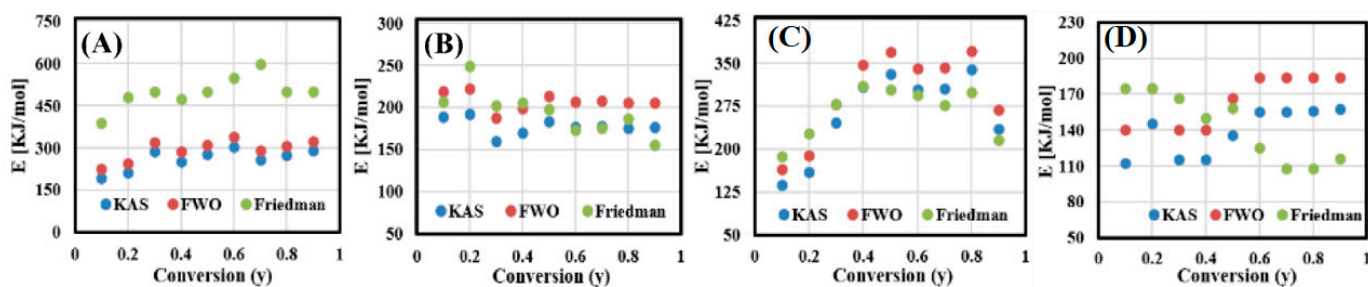 (A)
E [KJ/mol]
750
600
450
300
150
0
KAS FWO Friedman
0 0.2 0.4 0.6 0.8 1
Conversion (y)
(B)
E [KJ/mol]
300
250
200
150
100
50
KAS FWO Friedman
0 0.2 0.4 0.6 0.8 1
Conversion (y)
(C)
E [KJ/mol]
425
350
275
200
125
50
KAS FWO Friedman
0 0.2 0.4 0.6 0.8 1
Conversion (y)
(D)
E [KJ/mol]
230
200
170
140
110
80
50
KAS FWO Friedman
0 0.2 0.4 0.6 0.8 1
Conversion (y)